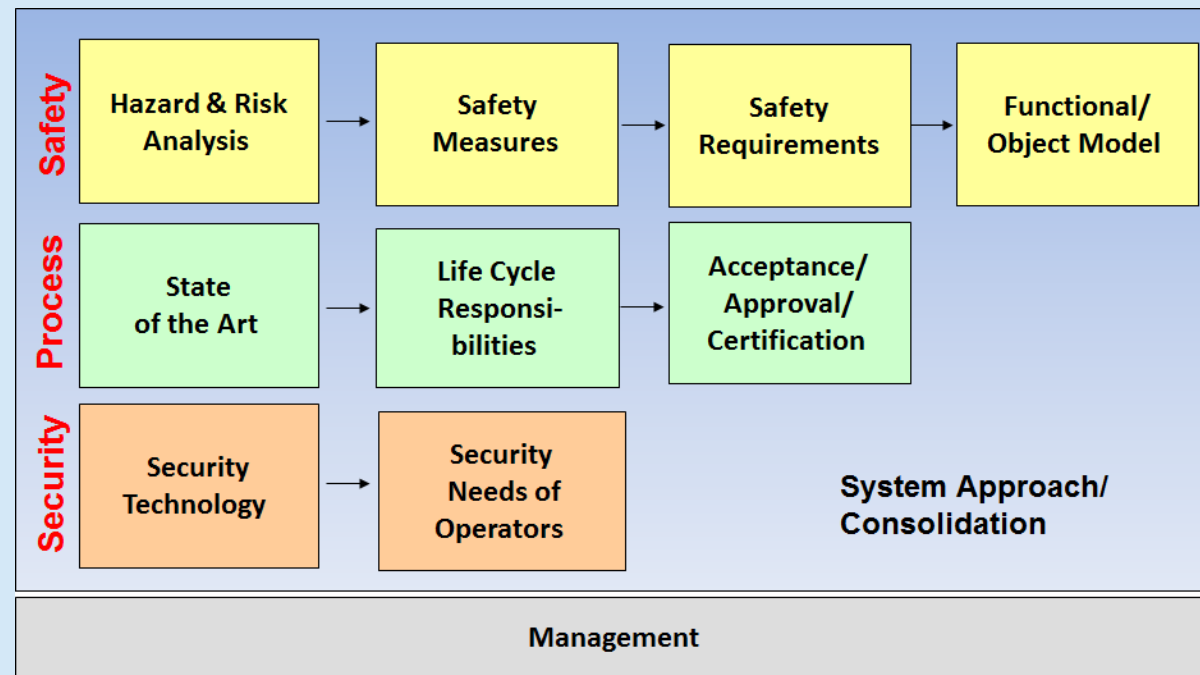 Safety
Hazard & Risk
Analysis
Safety
Measures
Safety
Requirements
Functional/
Object Model
Process
State
of the Art
Life Cycle
Responsi-
bilities
Acceptance/
Approval/
Certification
Security
Security
Technology
Security
Needs of
Operators
System Approach/
Consolidation
Management